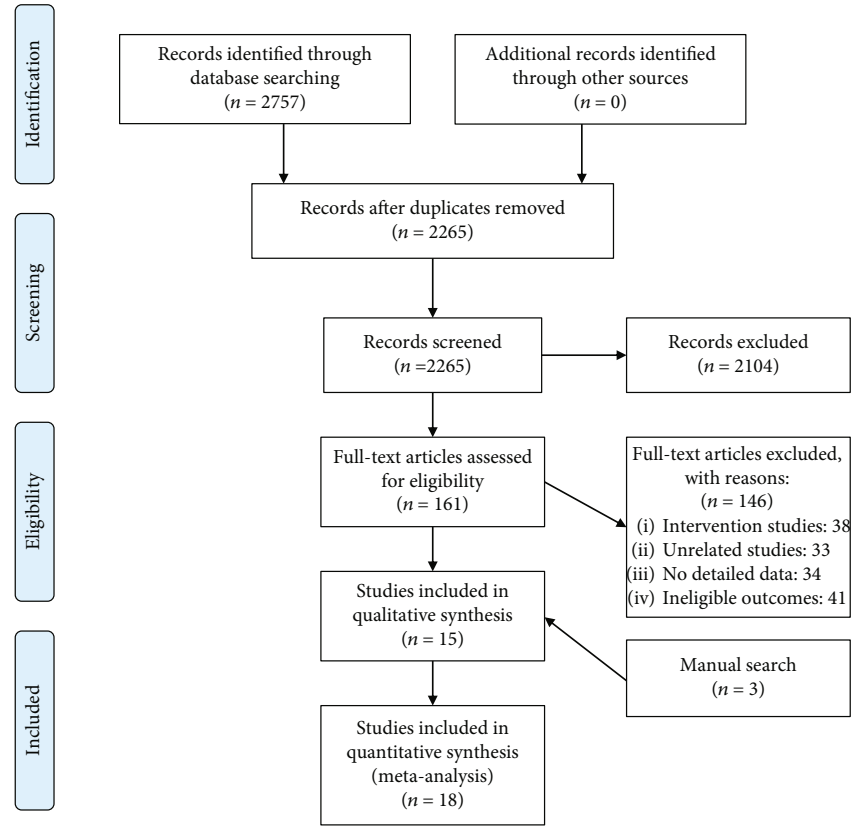 Identification
Records identified through
database searching
(n = 2757)
Additional records identified
through other sources
(n = 0)
Records after duplicates removed
(n = 2265)
Screening
Records screened
(n =2265)
Records excluded
(n = 2104)
Eligibility
Full-text articles assessed
for eligibility
(n = 161)
Full-text articles excluded,
with reasons:
(n = 146)
(i) Intervention studies: 38
(ii) Unrelated studies: 33
(iii) No detailed data: 34
(iv) Ineligible outcomes: 41
Studies included in
qualitative synthesis
(n = 15)
Manual search
(n = 3)
Included
Studies included in
quantitative synthesis
(meta-analysis)
(n = 18)